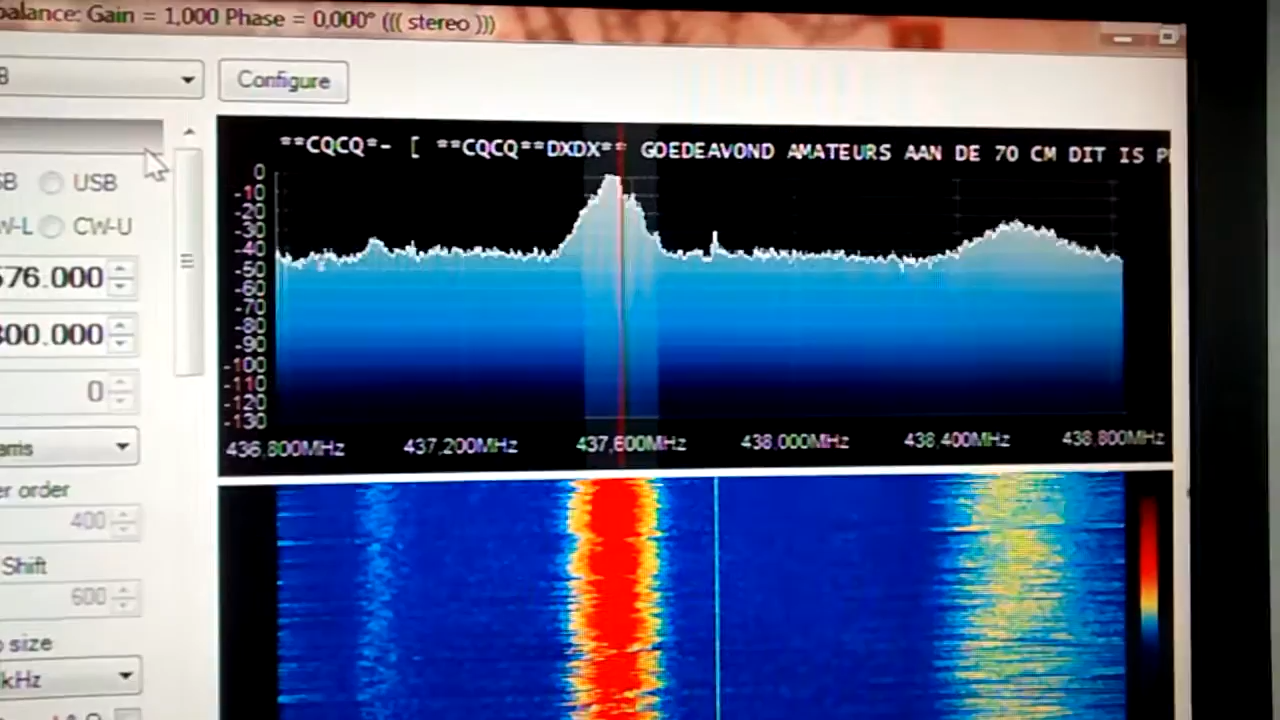 balance: Gain = 1,000 Phase = 0,000° ((( stereo )))
Configure
**CQCQ*- [ **CQCQ**DXDX** GOEDEAVOND AMATEURS AAN DE 70 CM DIT IS
USB
CW-U
576.000
300.000
0
order
400
Shift
600
size
kHz
0
-10
-20
-30
-40
-50
-60
-70
-80
-90
-100
-110
-120
-130
436,800MHz 437,200MHz 437,600MHz 438,000MHz 438,400MHz 438,800MHz